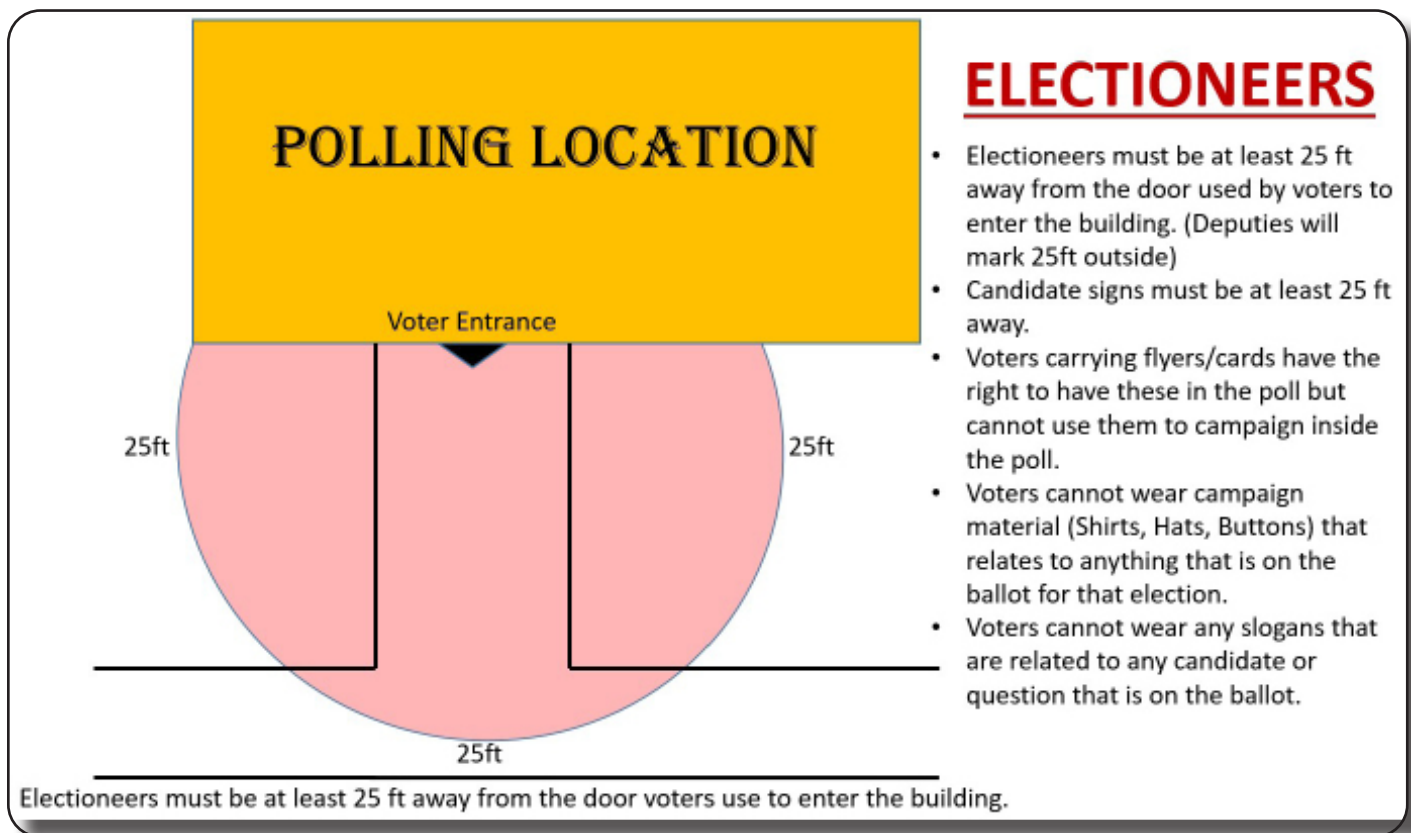 POLLING LOCATION
Voter Entrance
25ft
25ft
25ft
Electioneers must be at least 25 ft away from the door voters use to enter the building.
ELECTIONEERS
• Electioneers must be at least 25 ft
away from the door used by voters to
enter the building. (Deputies will
mark 25ft outside)
• Candidate signs must be at least 25 ft
away.
• Voters carrying flyers/cards have the
right to have these in the poll but
cannot use them to campaign inside
the poll.
• Voters cannot wear campaign
material (Shirts, Hats, Buttons) that
relates to anything that is on the
ballot for that election.
• Voters cannot wear any slogans that
are related to any candidate or
question that is on the ballot.